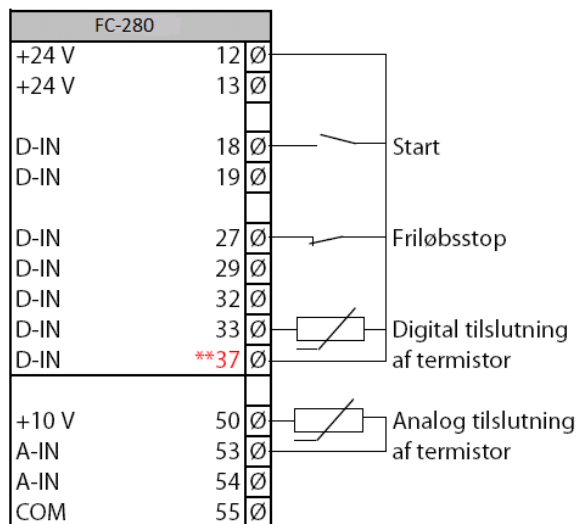 FC-280
+24 V 12 Ø
+24 V 13 Ø
D-IN 18 Ø Start
D-IN 19 Ø
D-IN 27 Ø Friløbsstop
D-IN 29 Ø
D-IN 32 Ø
D-IN 33 Ø Digital tilslutning
D-IN **37 Ø af termistor
+10 V 50 Ø Analog tilslutning
A-IN 53 Ø af termistor
A-IN 54 Ø
COM 55 Ø